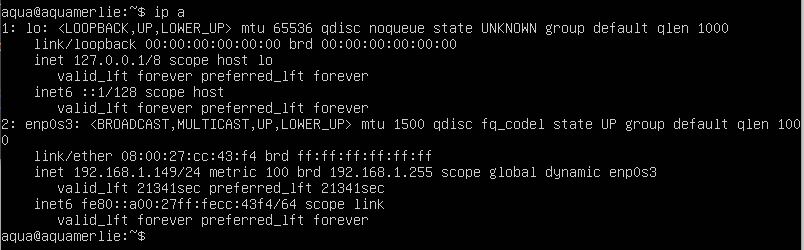 aqua@aquamerlie:~$ ip a
1: lo: <LOOPBACK,UP,LOWER_UP> mtu 65536 qdisc noqueue state UNKNOWN group default qlen 1000
    link/loopback 00:00:00:00:00:00 brd 00:00:00:00:00:00
    inet 127.0.0.1/8 scope host lo
       valid_lft forever preferred_lft forever
    inet6 ::1/128 scope host
       valid_lft forever preferred_lft forever
2: enp0s3: <BROADCAST,MULTICAST,UP,LOWER_UP> mtu 1500 qdisc fq_codel state UP group default qlen 100
0
    link/ether 08:00:27:cc:43:f4 brd ff:ff:ff:ff:ff:ff
    inet 192.168.1.149/24 metric 100 brd 192.168.1.255 scope global dynamic enp0s3
       valid_lft 21341sec preferred_lft 21341sec
    inet6 fe80::a00:27ff:fecc:43f4/64 scope link
       valid_lft forever preferred_lft forever
aqua@aquamerlie:~$